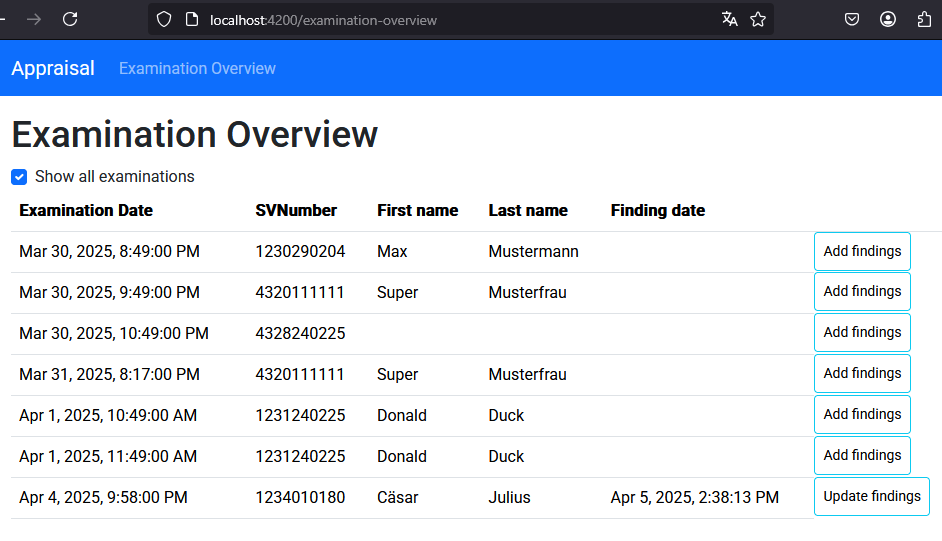 localhost:4200/examination-overview
Appraisal Examination Overview
Examination Overview
Show all examinations
Examination Date SVNumber First name Last name Finding date
Mar 30, 2025, 8:49:00 PM 1230290204 Max Mustermann Add findings
Mar 30, 2025, 9:49:00 PM 4320111111 Super Musterfrau Add findings
Mar 30, 2025, 10:49:00 PM 4328240225 Add findings
Mar 31, 2025, 8:17:00 PM 4320111111 Super Musterfrau Add findings
Apr 1, 2025, 10:49:00 AM 1231240225 Donald Duck Add findings
Apr 1, 2025, 11:49:00 AM 1231240225 Donald Duck Add findings
Apr 4, 2025, 9:58:00 PM 1234010180 Cäsar Julius Apr 5, 2025, 2:38:13 PM Update findings